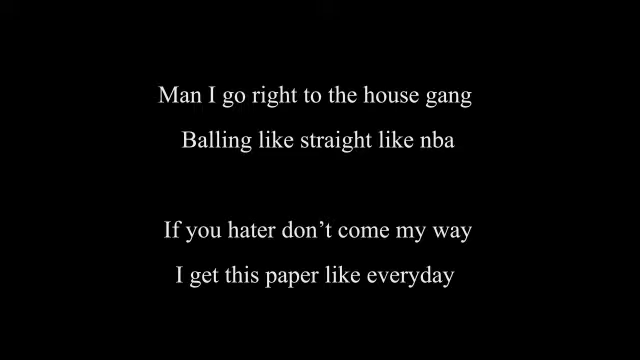 Man I go right to the house gang
Balling like straight like nba
If you hater don’t come my way
I get this paper like everyday